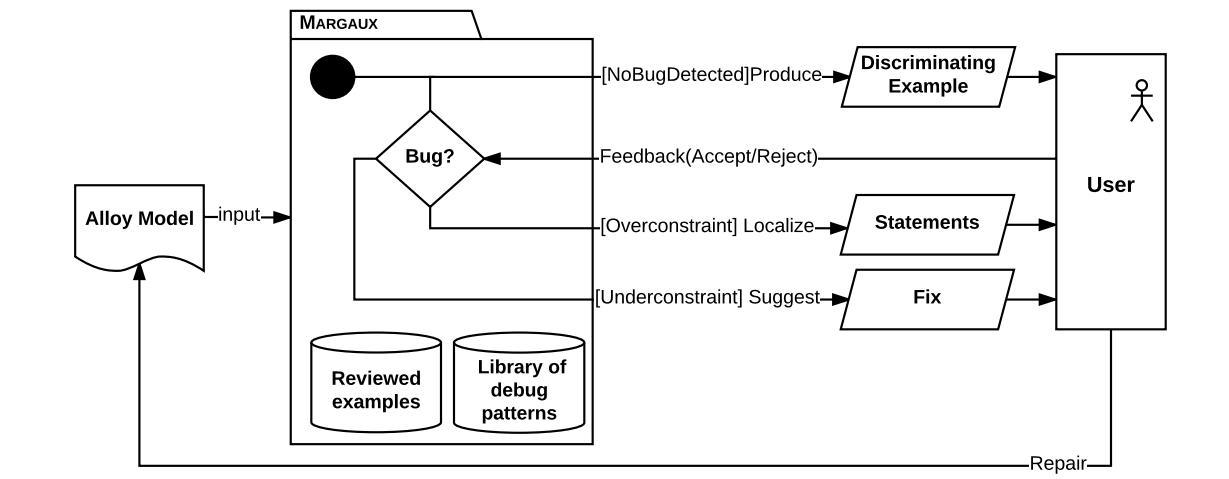 MARGAUX
[NoBugDetected]Produce
Discriminating
Example
Bug?
Feedback(Accept/Reject)
User
Alloy Model
input
[Overconstraint] Localize
Statements
[Underconstraint] Suggest
Fix
Reviewed
examples
Library of
debug
patterns
Repair